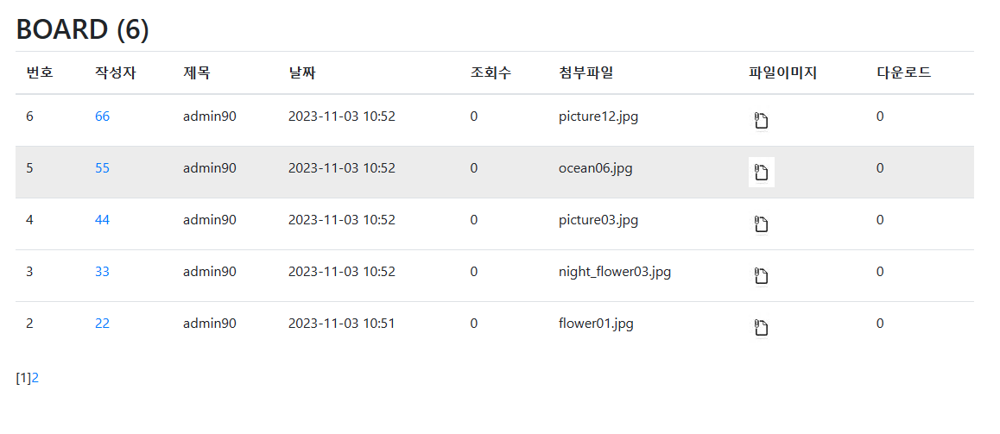 BOARD (6)
번호 작성자 제목 날짜 조회수 첨부파일 파일이미지 다운로드
6 66 admin90 2023-11-03 10:52 0 picture12.jpg 0
5 55 admin90 2023-11-03 10:52 0 ocean06.jpg 0
4 44 admin90 2023-11-03 10:52 0 picture03.jpg 0
3 33 admin90 2023-11-03 10:52 0 night_flower03.jpg 0
2 22 admin90 2023-11-03 10:51 0 flower01.jpg 0
[1]2